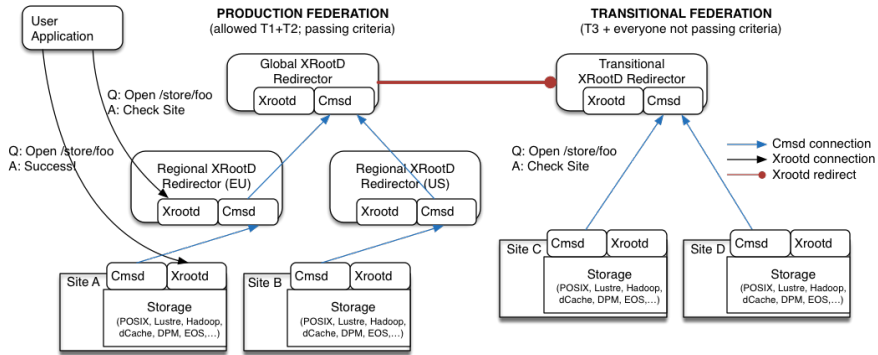 User
Application
PRODUCTION FEDERATION
(allowed T1+T2; passing criteria)
TRANSITIONAL FEDERATION
(T3 + everyone not passing criteria)
Global XRootD
Redirector
Xrootd
Cmsd
Transitional
XRootD Redirector
Xrootd
Cmsd
Q: Open /store/foo
A: Check Site
Q: Open /store/foo
A: Success!
Q: Open /store/foo
A: Check Site
Cmsd connection
Xrootd connection
Xrootd redirect
Regional XRootD
Redirector (EU)
Xrootd
Cmsd
Regional XRootD
Redirector (US)
Xrootd
Cmsd
Site A
Cmsd
Xrootd
Storage
(POSIX, Lustre, Hadoop,
dCache, DPM, EOS,...)
Site B
Cmsd
Xrootd
Storage
(POSIX, Lustre, Hadoop,
dCache, DPM, EOS,...)
Site C
Cmsd
Xrootd
Storage
(POSIX, Lustre, Hadoop,
dCache, DPM, EOS,...)
Site D
Cmsd
Xrootd
Storage
(POSIX, Lustre, Hadoop,
dCache, DPM, EOS,...)